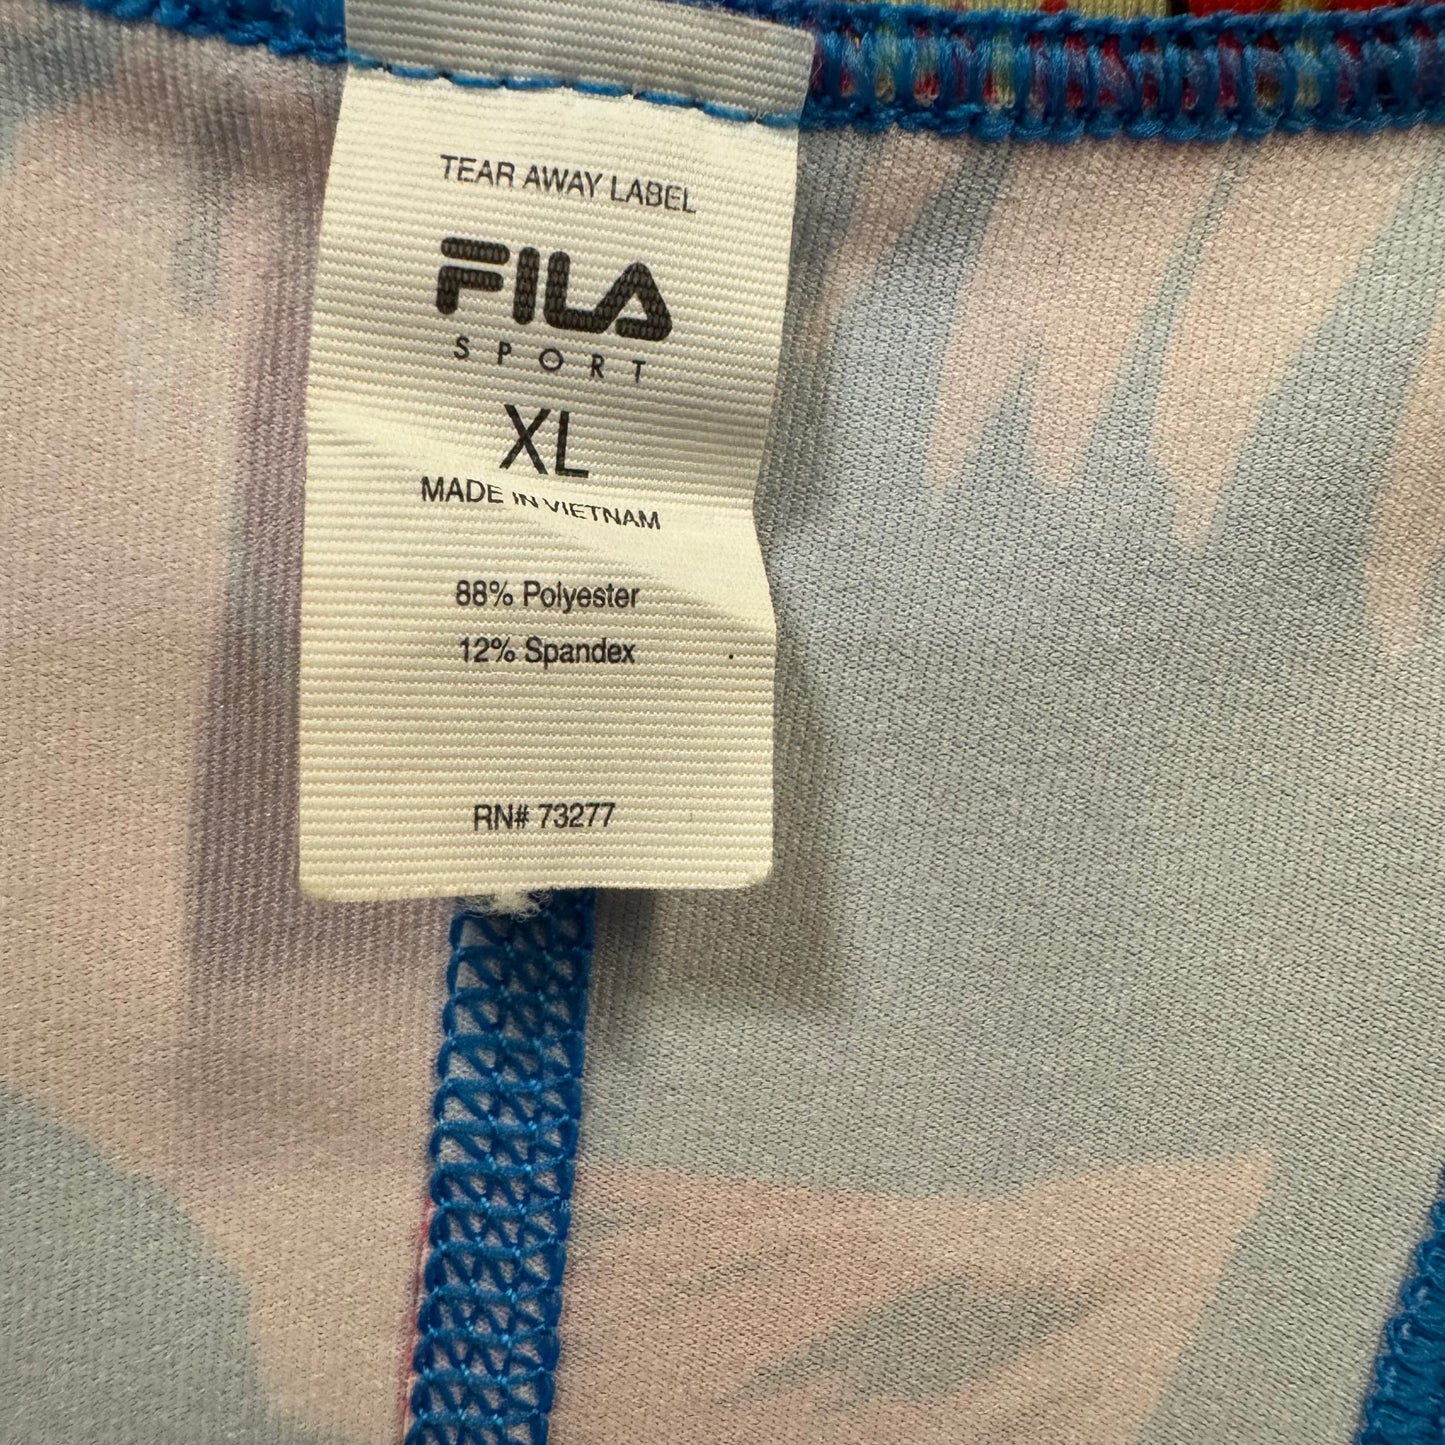 TEAR AWAY LABEL
FILA
SPORT
XL
MADE IN VIETNAM
88% Polyester
12% Spandex
RN# 73277